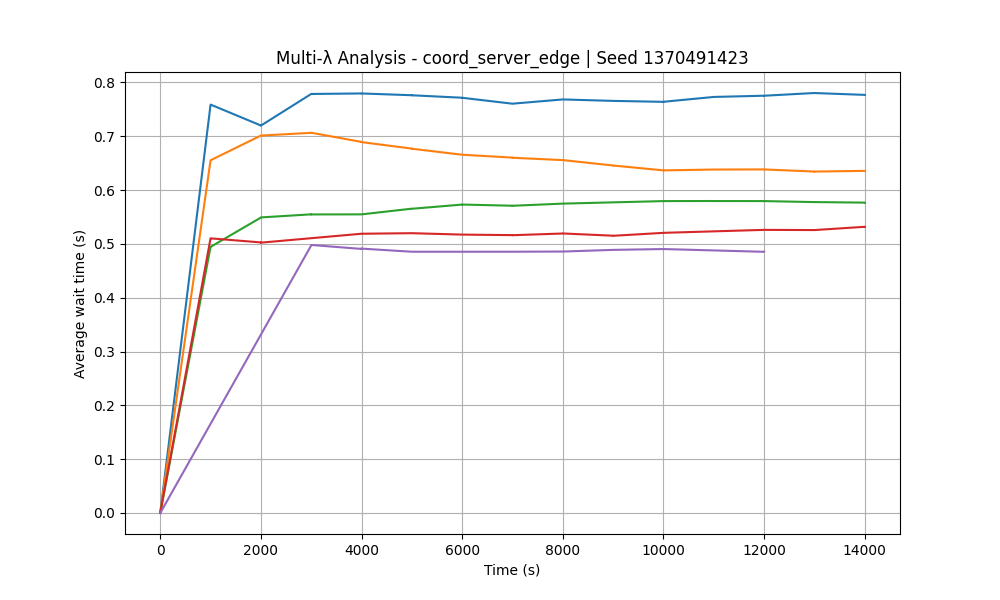 Multi-λ Analysis - coord_server_edge | Seed 1370491423
Average wait time (s)
0.8
0.7
0.6
0.5
0.4
0.3
0.2
0.1
0.0
0 2000 4000 6000 8000 10000 12000 14000
Time (s)